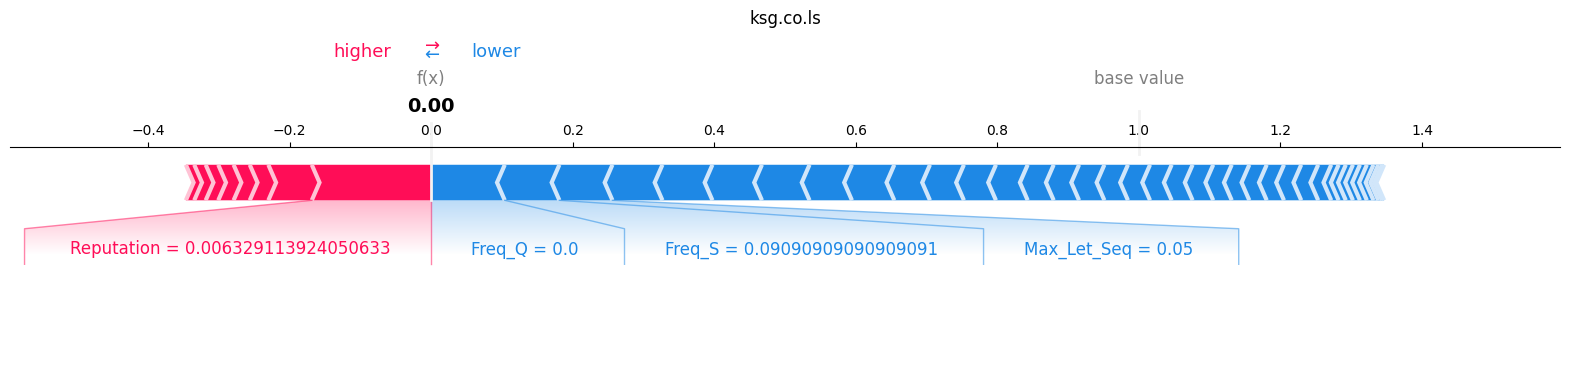 ksg.co.ls
higher ⇄ lower
f(x) base value
0.00
−0.4 −0.2 0.0 0.2 0.4 0.6 0.8 1.0 1.2 1.4
Reputation = 0.006329113924050633 Freq_Q = 0.0 Freq_S = 0.09090909090909091 Max_Let_Seq = 0.05